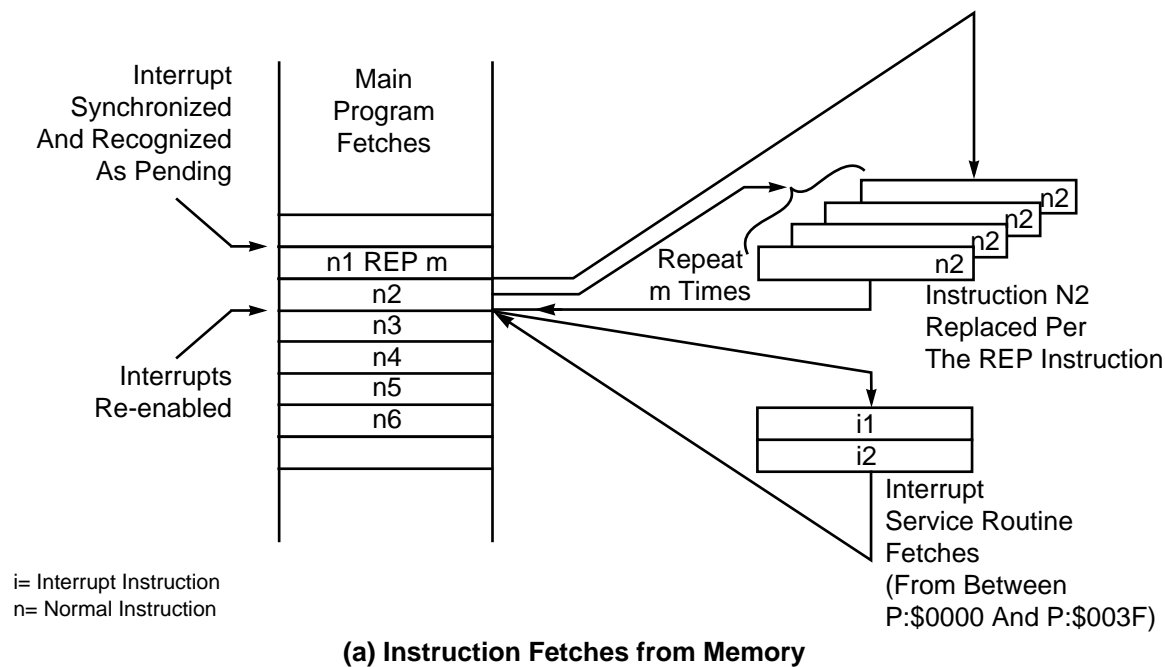 Interrupt
Synchronized
And Recognized
As Pending
Main
Program
Fetches
n1 REP m
n2
n3
n4
n5
n6
Interrupts
Re-enabled
Repeat
m Times
n2
n2
n2
n2
Instruction N2
Replaced Per
The REP Instruction
i1
i2
Interrupt
Service Routine
Fetches
(From Between
P:$0000 And P:$003F)
i= Interrupt Instruction
n= Normal Instruction
(a) Instruction Fetches from Memory